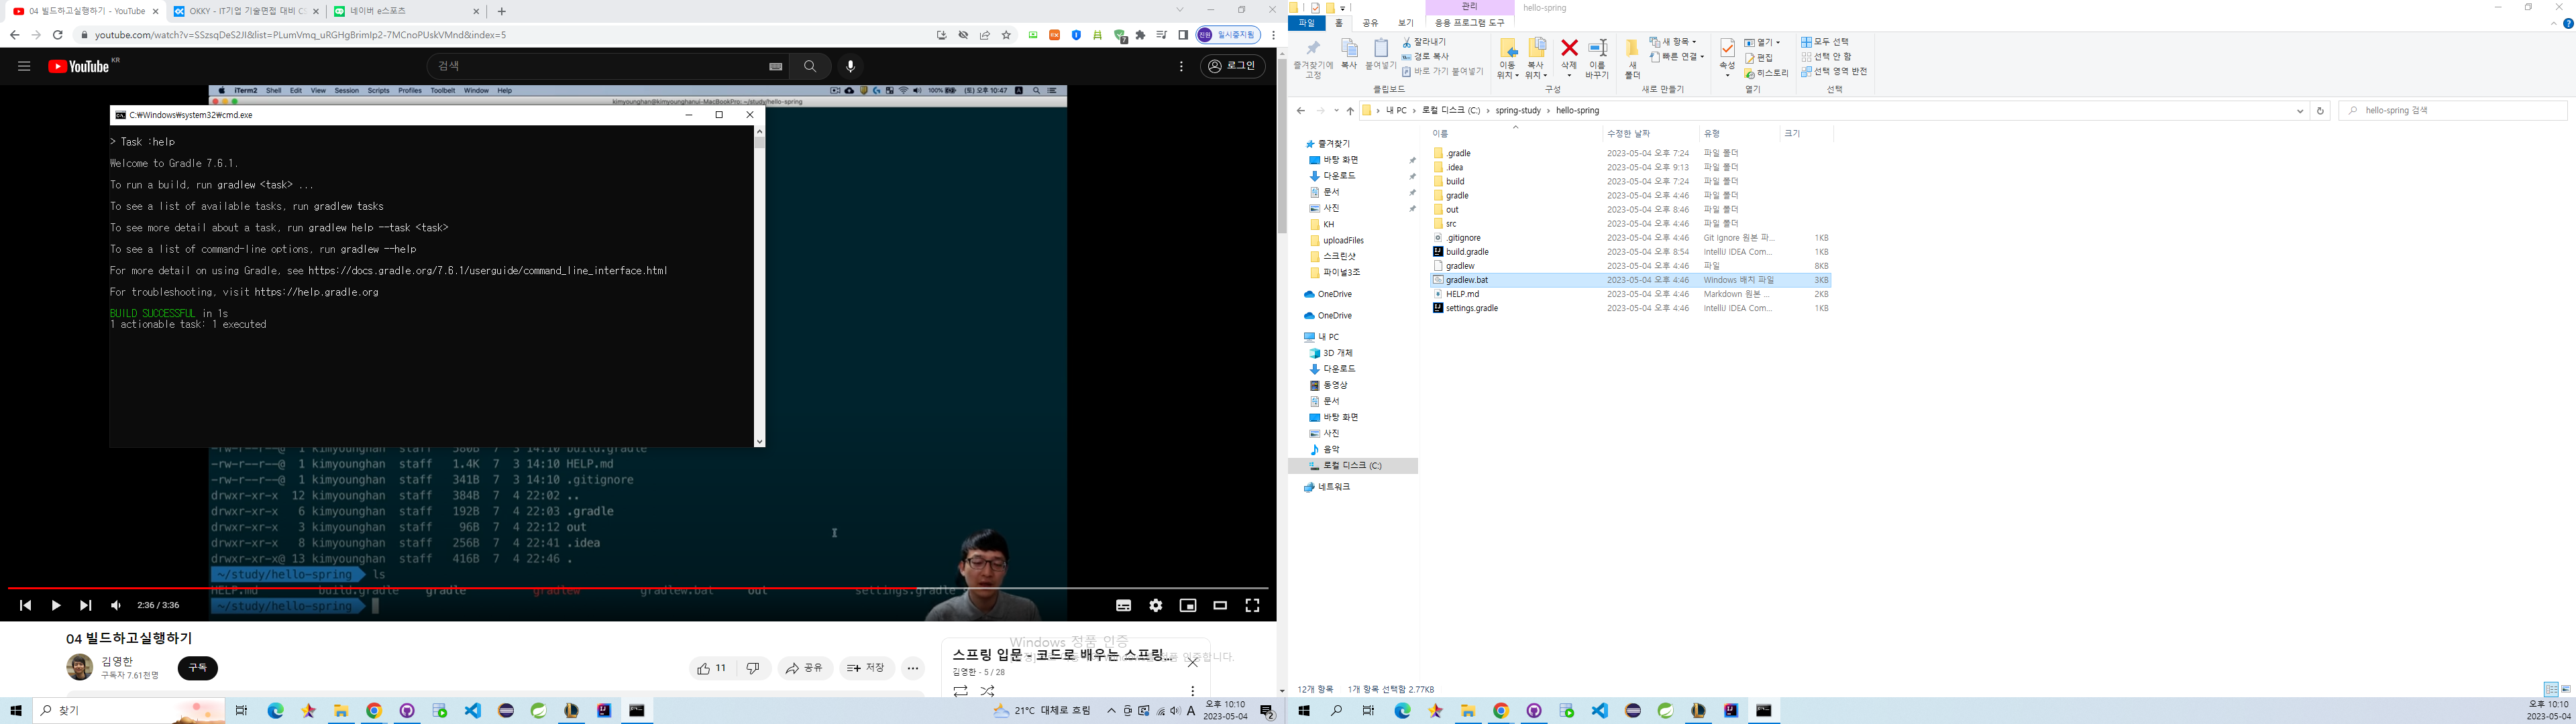 04 빌드하고실행하기 - YouTube
OKKY - IT기업 기술면접 대비 CS
네이버 e스포츠
youtube.com/watch?v=SSzsqDeS2JI&list=PLumVmq_uRGHgBrimIp2-7MCnoPUskVMnd&index=5
일시중지됨
YouTube KR
검색
로그인
iTerm2 Shell Edit View Session Scripts Profiles Toolbelt Window Help
100% (토) 오후 10:47
kimyounghan@kimyounghanui-MacBookPro: ~/study/hello-spring
C:₩Windows₩system32₩cmd.exe
> Task :help
Welcome to Gradle 7.6.1.
To run a build, run gradlew <task> ...
To see a list of available tasks, run gradlew tasks
To see more detail about a task, run gradlew help --task <task>
To see a list of command-line options, run gradlew --help
For more detail on using Gradle, see https://docs.gradle.org/7.6.1/userguide/command_line_interface.html
For troubleshooting, visit https://help.gradle.org
BUILD SUCCESSFUL in 1s
1 actionable task: 1 executed
-rw-r--r--@ 1 kimyounghan staff 580B 7 3 14:10 build.gradle
-rw-r--r--@ 1 kimyounghan staff 1.4K 7 3 14:10 HELP.md
-rw-r--r--@ 1 kimyounghan staff 341B 7 3 14:10 .gitignore
drwxr-xr-x 12 kimyounghan staff 384B 7 4 22:02 ..
drwxr-xr-x 6 kimyounghan staff 192B 7 4 22:03 .gradle
drwxr-xr-x 3 kimyounghan staff 96B 7 4 22:12 out
drwxr-xr-x 8 kimyounghan staff 256B 7 4 22:41 .idea
drwxr-xr-x@ 13 kimyounghan staff 416B 7 4 22:46 .
~/study/hello-spring ls
HELP.md build.gradle gradle gradlew gradlew.bat out settings.gradle
~/study/hello-spring
2:36 / 3:36
04 빌드하고실행하기
김영한
구독자 7.61천명
구독
11
공유
저장
Windows 정품 인증
스프링 입문 - 코드로 배우는 스프링...
김영한 - 5 / 28
찾기
21°C 대체로 흐림
A
오후 10:10
2023-05-04
2
관리
hello-spring
파일 홈 공유 보기 응용 프로그램 도구
즐겨찾기에 고정
복사
붙여넣기
잘라내기
경로 복사
바로 가기 붙여넣기
클립보드
이동 위치
복사 위치
삭제
이름 바꾸기
구성
새 폴더
새 항목
빠른 연결
새로 만들기
속성
열기
편집
히스토리
열기
모두 선택
선택 안 함
선택 영역 반전
선택
내 PC > 로컬 디스크 (C:) > spring-study > hello-spring
hello-spring 검색
즐겨찾기
바탕 화면
다운로드
문서
사진
KH
uploadFiles
스크린샷
파이널3조
OneDrive
OneDrive
내 PC
3D 개체
다운로드
동영상
문서
바탕 화면
사진
음악
로컬 디스크 (C:)
네트워크
이름 수정한 날짜 유형 크기
.gradle 2023-05-04 오후 7:24 파일 폴더
.idea 2023-05-04 오후 9:13 파일 폴더
build 2023-05-04 오후 7:24 파일 폴더
gradle 2023-05-04 오후 4:46 파일 폴더
out 2023-05-04 오후 8:46 파일 폴더
src 2023-05-04 오후 4:46 파일 폴더
.gitignore 2023-05-04 오후 4:46 Git Ignore 원본 파... 1KB
build.gradle 2023-05-04 오후 8:54 IntelliJ IDEA Com... 1KB
gradlew 2023-05-04 오후 4:46 파일 8KB
gradlew.bat 2023-05-04 오후 4:46 Windows 배치 파일 3KB
HELP.md 2023-05-04 오후 4:46 Markdown 원본 ... 2KB
settings.gradle 2023-05-04 오후 4:46 IntelliJ IDEA Com... 1KB
12개 항목 1개 항목 선택함 2.77KB
오후 10:10
2023-05-04